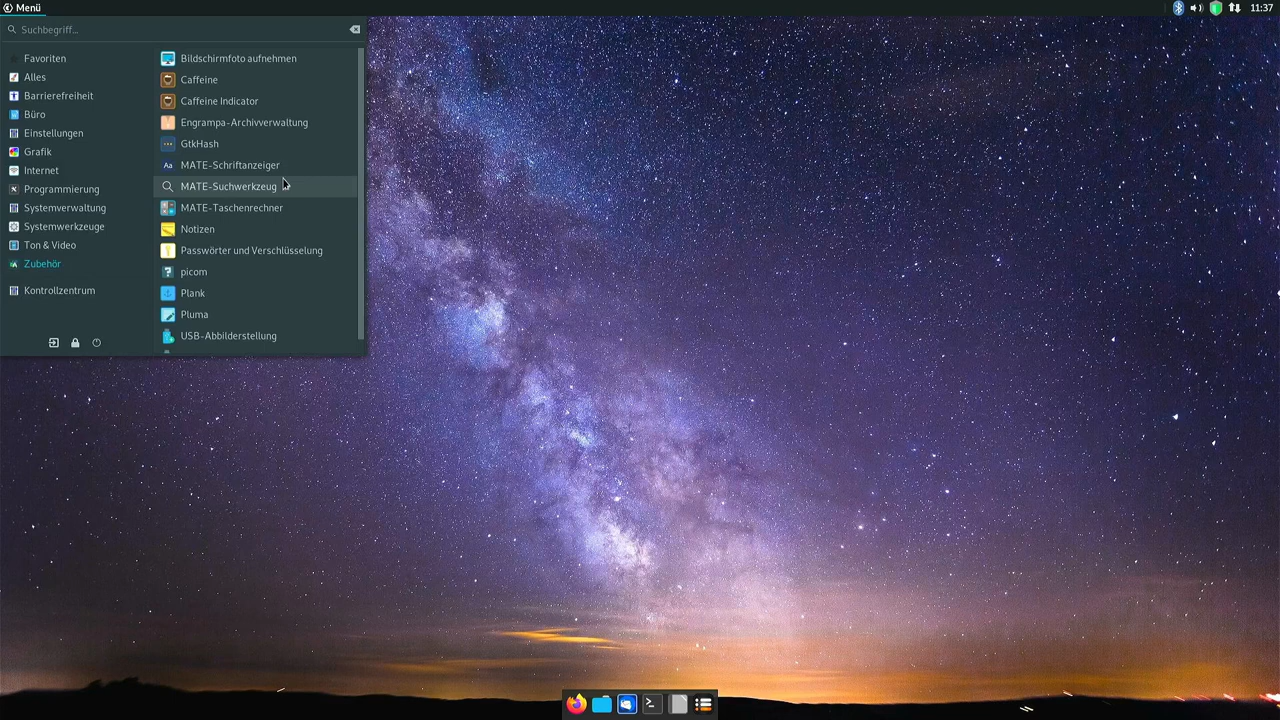 Menü
11:37
Suchbegriff...
Favoriten
Alles
Barrierefreiheit
Büro
Einstellungen
Grafik
Internet
Programmierung
Systemverwaltung
Systemwerkzeuge
Ton & Video
Zubehör
Kontrollzentrum
Bildschirmfoto aufnehmen
Caffeine
Caffeine Indicator
Engrampa-Archivverwaltung
GtkHash
Aa MATE-Schriftanzeiger
MATE-Suchwerkzeug
MATE-Taschenrechner
Notizen
Passwörter und Verschlüsselung
picom
Plank
Pluma
USB-Abbilderstellung